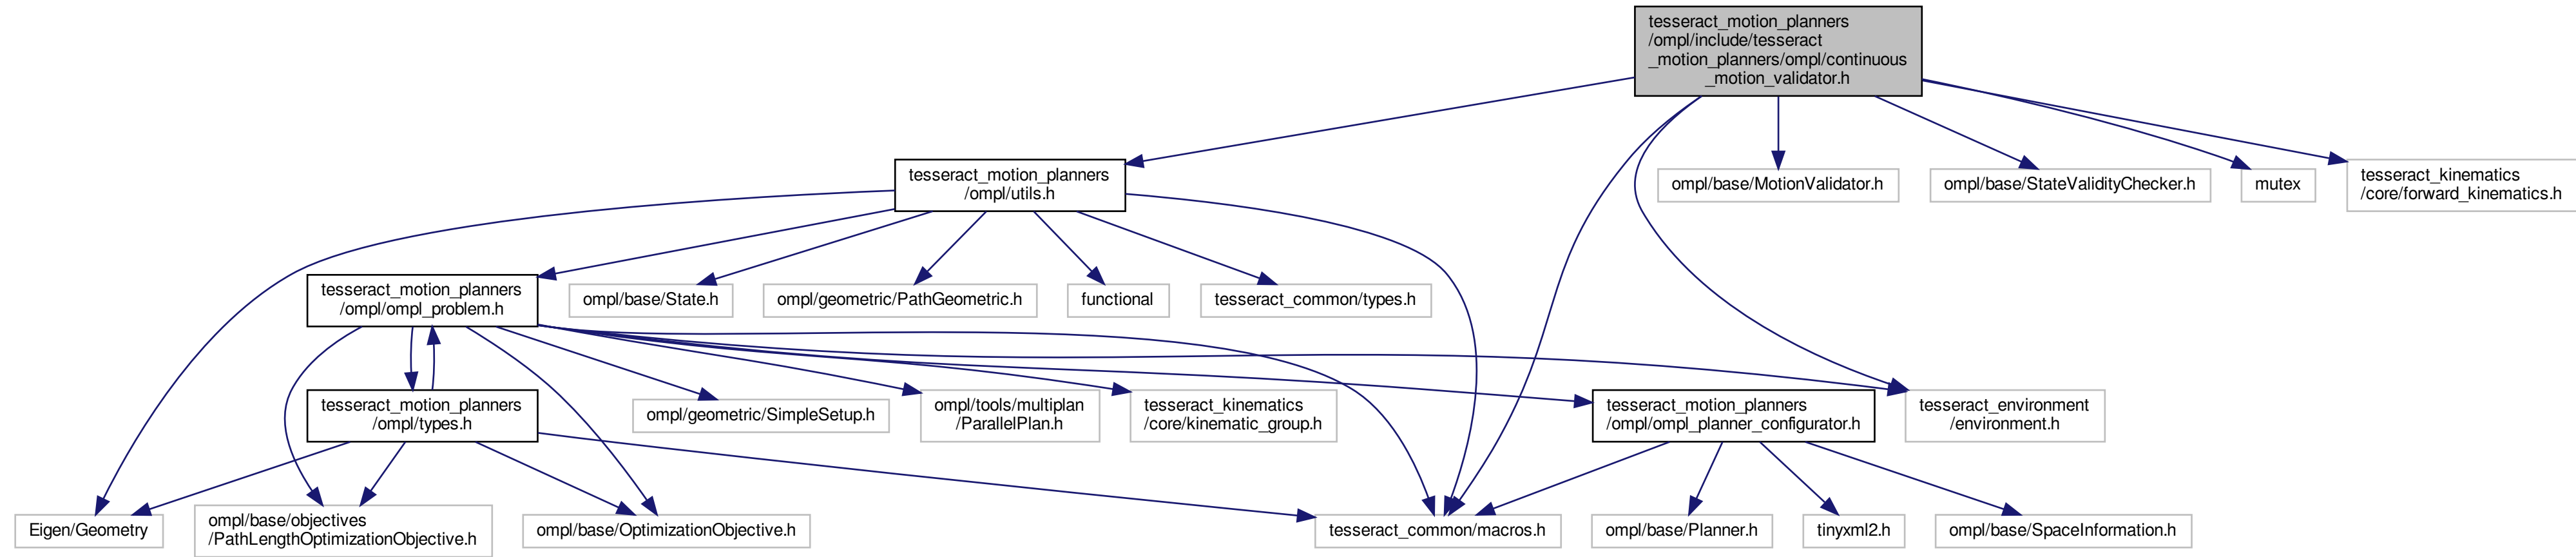 tesseract_motion_planners
/ompl/include/tesseract
_motion_planners/ompl/continuous
_motion_validator.h
tesseract_motion_planners
/ompl/utils.h
ompl/base/MotionValidator.h
ompl/base/StateValidityChecker.h
mutex
tesseract_kinematics
/core/forward_kinematics.h
tesseract_motion_planners
/ompl/ompl_problem.h
ompl/base/State.h
ompl/geometric/PathGeometric.h
functional
tesseract_common/types.h
tesseract_motion_planners
/ompl/types.h
ompl/geometric/SimpleSetup.h
ompl/tools/multiplan
/ParallelPlan.h
tesseract_kinematics
/core/kinematic_group.h
tesseract_motion_planners
/ompl/ompl_planner_configurator.h
tesseract_environment
/environment.h
Eigen/Geometry
ompl/base/objectives
/PathLengthOptimizationObjective.h
ompl/base/OptimizationObjective.h
tesseract_common/macros.h
ompl/base/Planner.h
tinyxml2.h
ompl/base/SpaceInformation.h